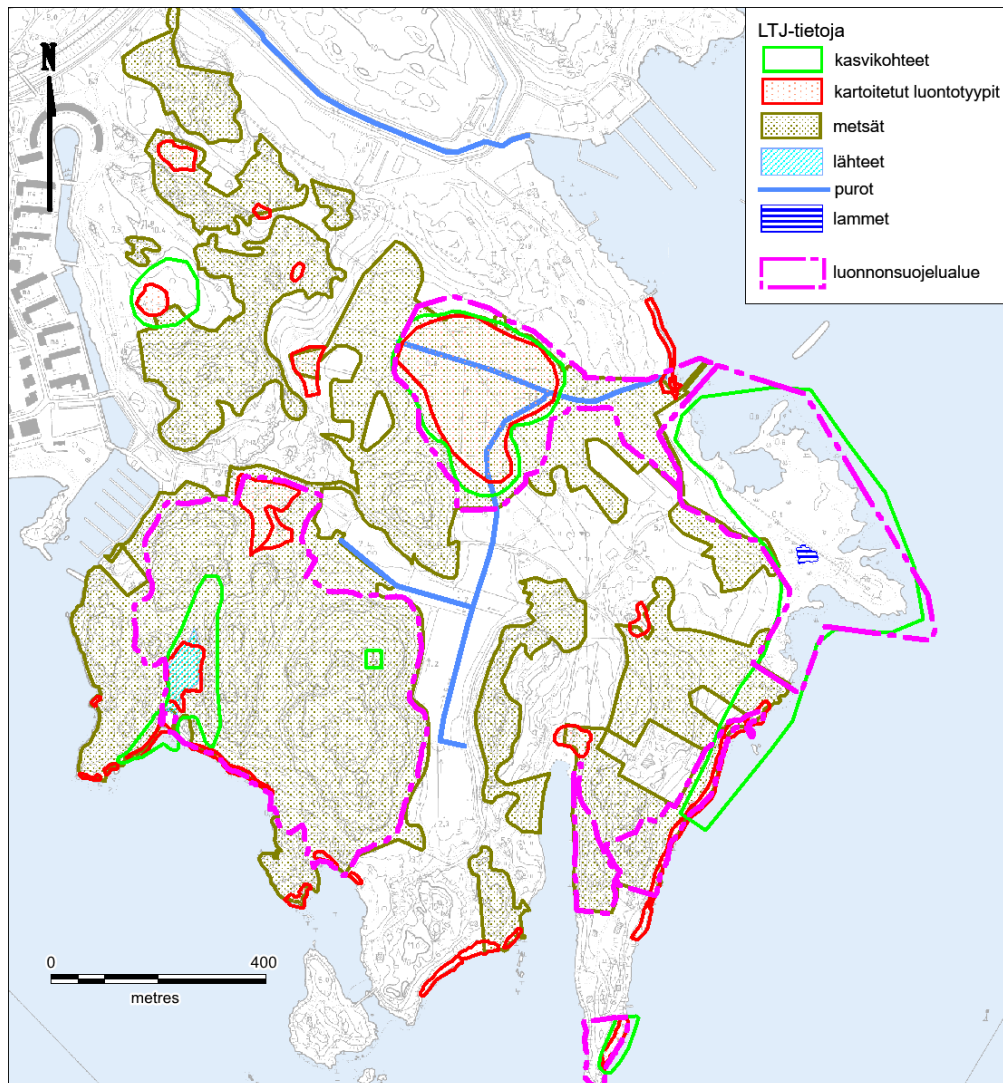 N
LTJ-tietoja
kasvikohteet
kartoitetut luontotyypit
metsät
lähteet
purot
lammet
luonnonsuojelualue
0 400
metres